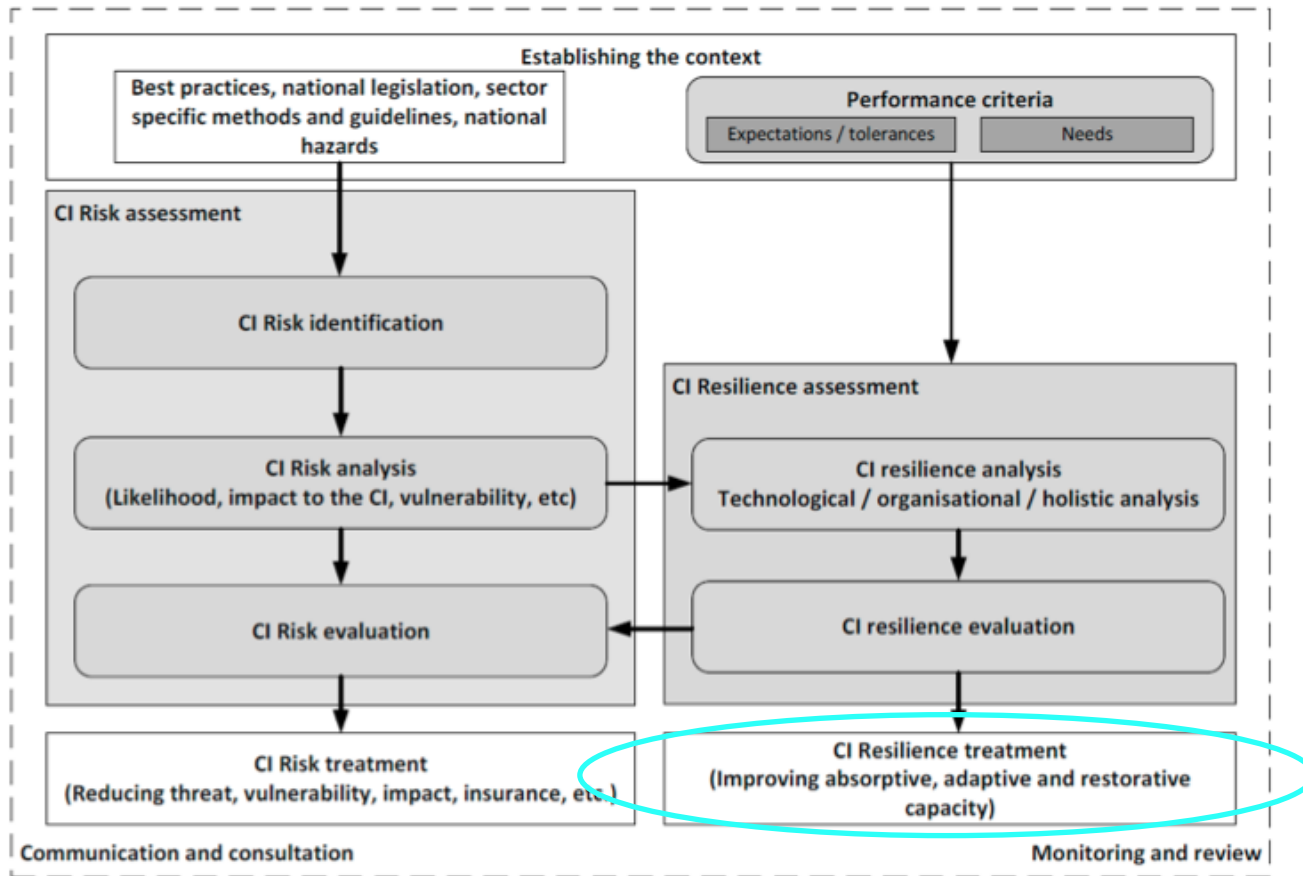 Establishing the context
Best practices, national legislation, sector
specific methods and guidelines, national
hazards
Performance criteria
Expectations / tolerances
Needs
CI Risk assessment
CI Risk identification
CI Risk analysis
(Likelihood, impact to the CI, vulnerability, etc)
CI Risk evaluation
CI Resilience assessment
CI resilience analysis
Technological / organisational / holistic analysis
CI resilience evaluation
CI Risk treatment
(Reducing threat, vulnerability, impact, insurance, etc.)
CI Resilience treatment
(Improving absorptive, adaptive and restorative
capacity)
Communication and consultation
Monitoring and review